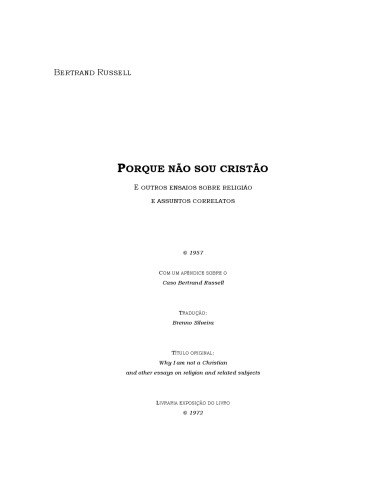 BERTRAND RUSSELL
PORQUE NÃO SOU CRISTÃO
E OUTROS ENSAIOS SOBRE RELIGIÃO
E ASSUNTOS CORRELATOS
© 1957
COM UM APÊNDICE SOBRE O
Caso Bertrand Russell
TRADUÇÃO:
Brenno Silveira
TÍTULO ORIGINAL:
Why I am not a Christian
and other essays on religion and related subjects
LIVRARIA EXPOSIÇÃO DO LIVRO
© 1972